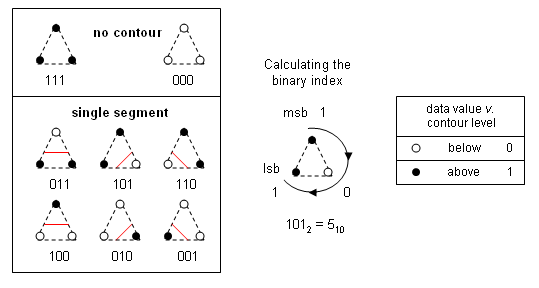 no contour
111 000
single segment
011 101 110
100 010 001
Calculating the
binary index
msb 1
lsb
1 0
101₂ = 5₁₀
data value v.
contour level
below 0
above 1